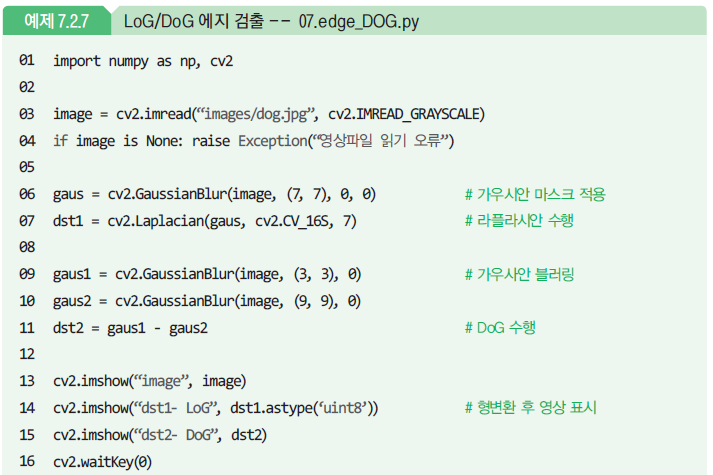 예제 7.2.7 LoG/DoG 에지 검출 -- 07.edge_DOG.py
01 import numpy as np, cv2
02
03 image = cv2.imread(“images/dog.jpg”, cv2.IMREAD_GRAYSCALE)
04 if image is None: raise Exception(“영상파일 읽기 오류”)
05
06 gaus = cv2.GaussianBlur(image, (7, 7), 0, 0) # 가우시안 마스크 적용
07 dst1 = cv2.Laplacian(gaus, cv2.CV_16S, 7) # 라플라시안 수행
08
09 gaus1 = cv2.GaussianBlur(image, (3, 3), 0) # 가우사안 블러링
10 gaus2 = cv2.GaussianBlur(image, (9, 9), 0)
11 dst2 = gaus1 - gaus2 # DoG 수행
12
13 cv2.imshow(“image”, image)
14 cv2.imshow(“dst1- LoG”, dst1.astype(‘uint8’)) # 형변환 후 영상 표시
15 cv2.imshow(“dst2- DoG”, dst2)
16 cv2.waitKey(0)